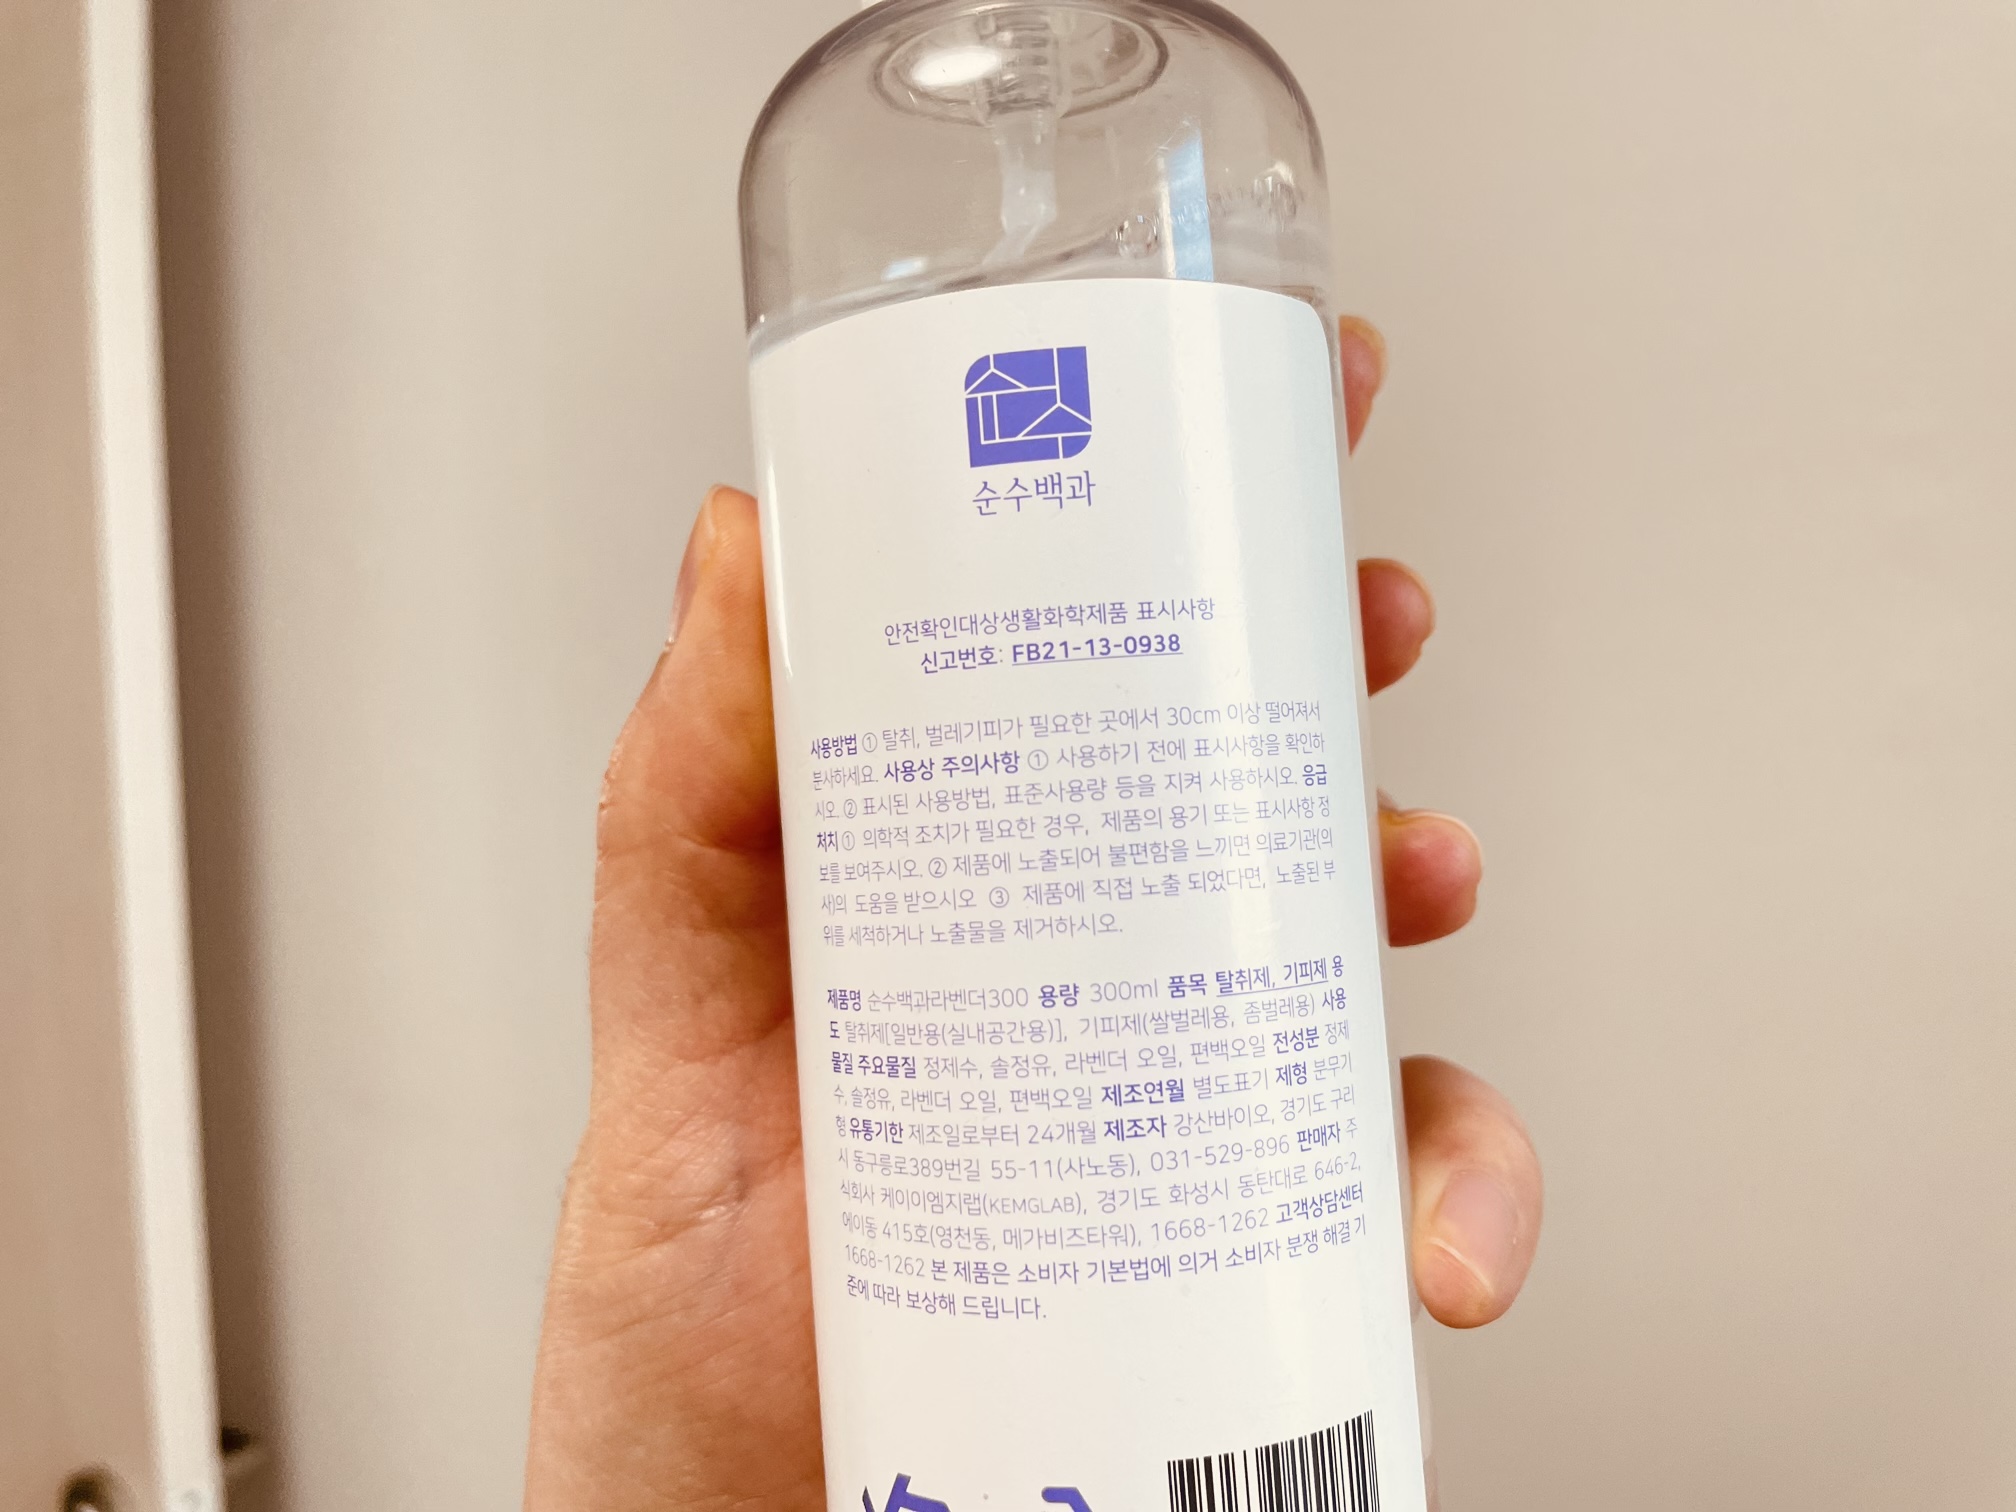 순수
순수백과
안전확인대상생활화학제품 표시사항
신고번호: FB21-13-0938
사용방법 ① 탈취, 벌레기피가 필요한 곳에서 30cm 이상 떨어져서
분사하세요. 사용상 주의사항 ① 사용하기 전에 표시사항을 확인하
시오. ② 표시된 사용방법, 표준사용량 등을 지켜 사용하시오. 응급
처치 ① 의학적 조치가 필요한 경우, 제품의 용기 또는 표시사항 정
보를 보여주시오. ② 제품에 노출되어 불편함을 느끼면 의료기관(의
사)의 도움을 받으시오 ③ 제품에 직접 노출 되었다면, 노출된 부
위를 세척하거나 노출물을 제거하시오.
제품명 순수백과라벤더300 용량 300ml 품목 탈취제, 기피제 용
도 탈취제[일반용(실내공간용)], 기피제(쌀벌레용, 좀벌레용) 사용
물질 주요물질 정제수, 솔정유, 라벤더 오일, 편백오일 전성분 정제
수, 솔정유, 라벤더 오일, 편백오일 제조연월 별도표기 제형 분무기
형 유통기한 제조일로부터 24개월 제조자 강산바이오, 경기도 구리
시 동구릉로389번길 55-11(사노동), 031-529-896 판매자 주
식회사 케이이엠지랩(KEMGLAB), 경기도 화성시 동탄대로 646-2,
에이동 415호(영천동, 메가비즈타워), 1668-1262 고객상담센터
1668-1262 본 제품은 소비자 기본법에 의거 소비자 분쟁 해결 기
준에 따라 보상해 드립니다.